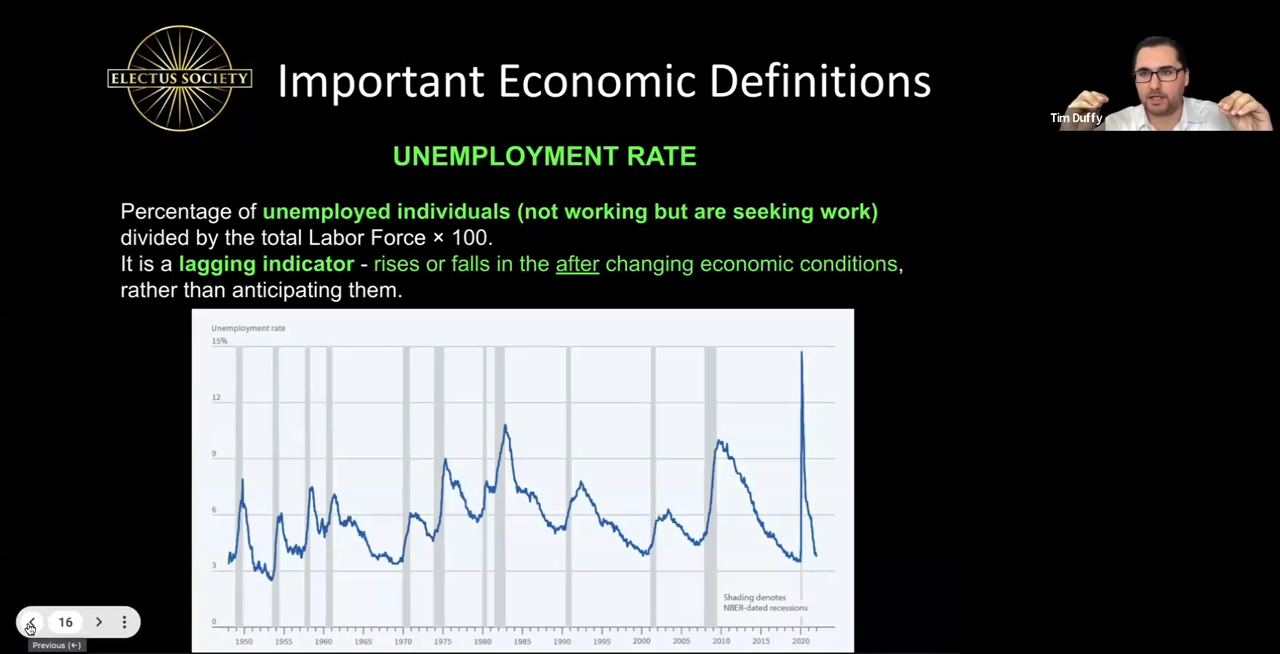 ELECTUS SOCIETY
Important Economic Definitions
Tim Duffy
UNEMPLOYMENT RATE
Percentage of unemployed individuals (not working but are seeking work)
divided by the total Labor Force × 100.
It is a lagging indicator - rises or falls in the after changing economic conditions,
rather than anticipating them.
Unemployment rate
15%
12
9
6
3
0
Shading denotes
NBER-dated recessions
1950 1955 1960 1965 1970 1975 1980 1985 1990 1995 2000 2005 2010 2015 2020
16
Previous (←)